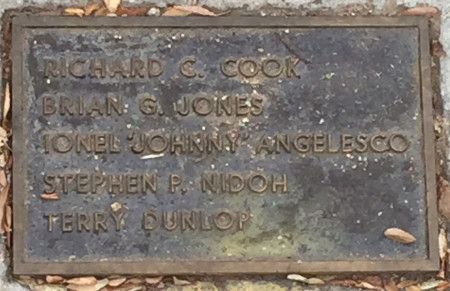 RICHARD C. COOK
BRIAN G. JONES
IONEL "JOHNNY" ANGELESCO
STEPHEN P. NIDOH
TERRY DUNLOP